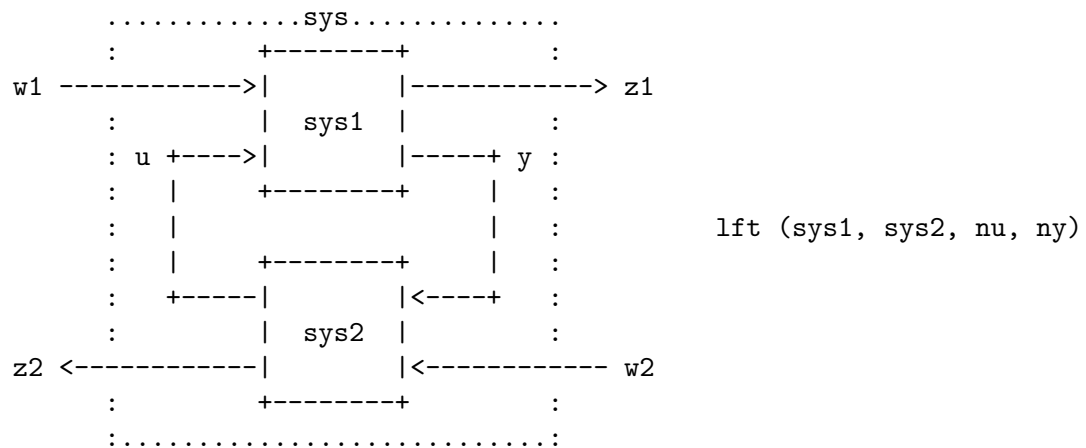 .............sys...............
:         +--------+          :
w1 ------------>|        |------------> z1
:         |  sys1  |          :
: u +---->|        |-----+ y :
:   |     +--------+     |   :
:   |                    |   :           lft (sys1, sys2, nu, ny)
:   |     +--------+     |   :
:   +-----|        |<----+   :
:         |  sys2  |          :
z2 <------------|        |<------------ w2
:         +--------+          :
:.............................: